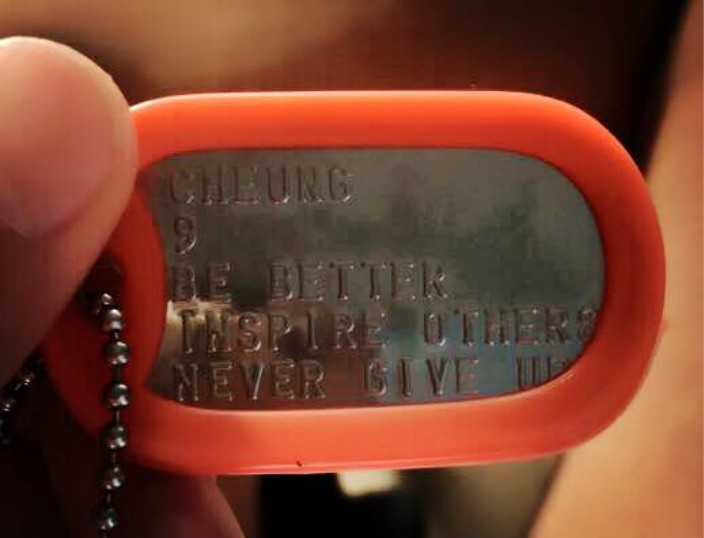 CHEUNG
9
BE BETTER
INSPIRE OTHERS
NEVER GIVE UP